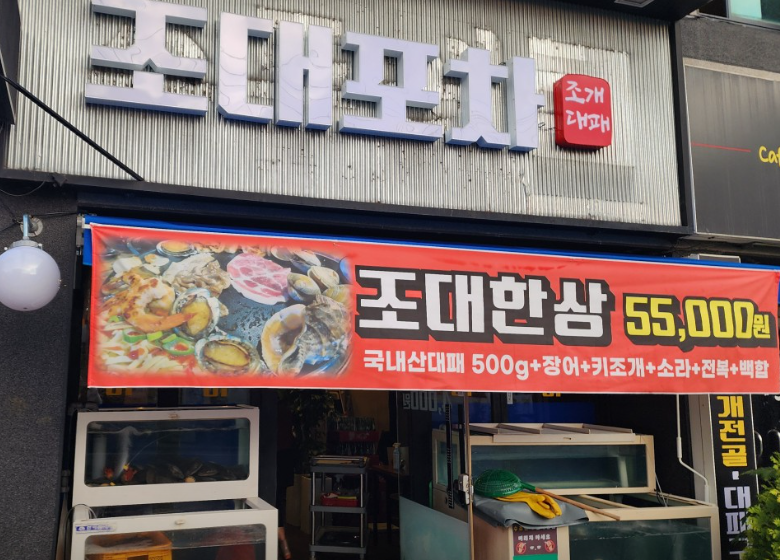 조대포차
조개
대패
조대한상 55,000원
국내산대패 500g+장어+키조개+소라+전복+백합
개전골·대패